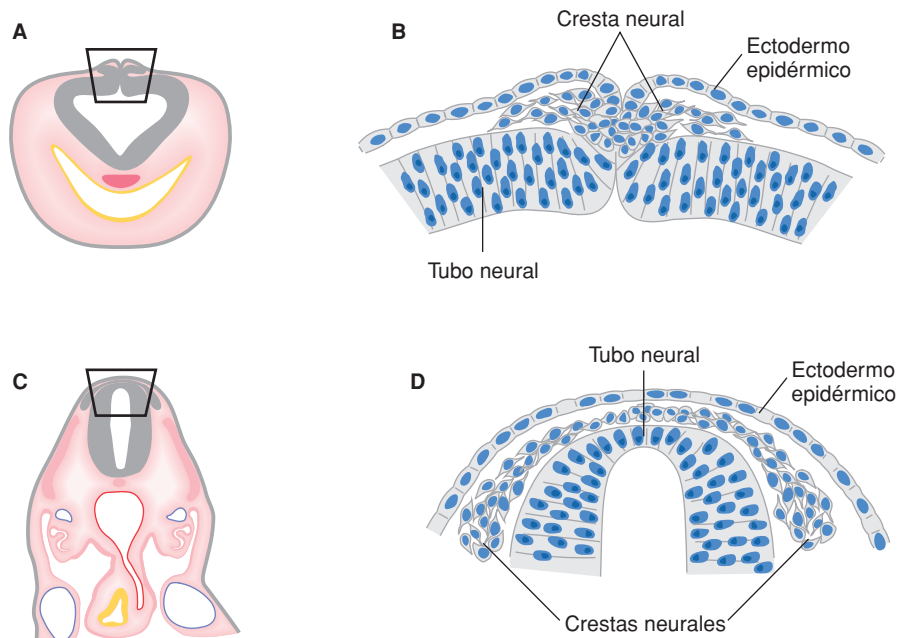 A
B
Cresta neural
Ectodermo
epidérmico
Tubo neural
C
D
Tubo neural
Ectodermo
epidérmico
Crestas neurales